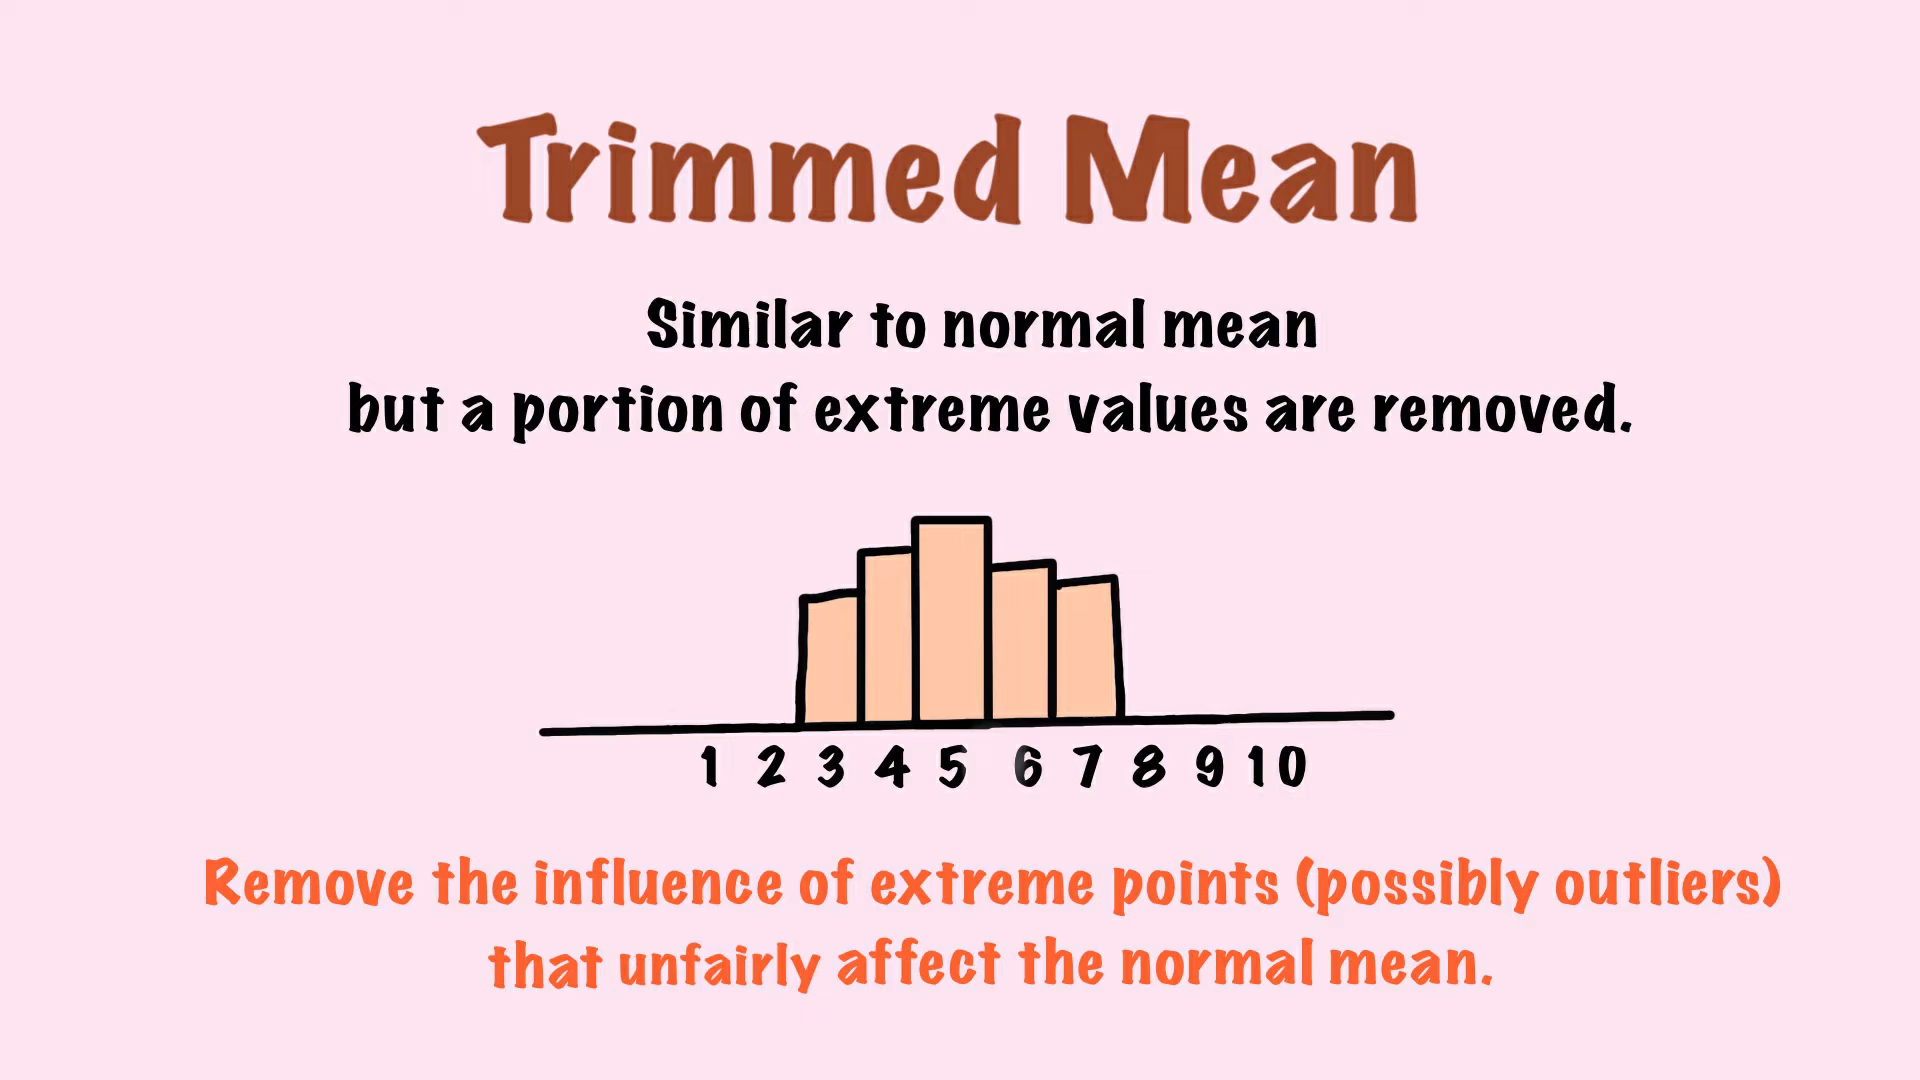 Trimmed Mean
Similar to normal mean
but a portion of extreme values are removed.
1 2 3 4 5 6 7 8 9 10
Remove the influence of extreme points (possibly outliers)
that unfairly affect the normal mean.